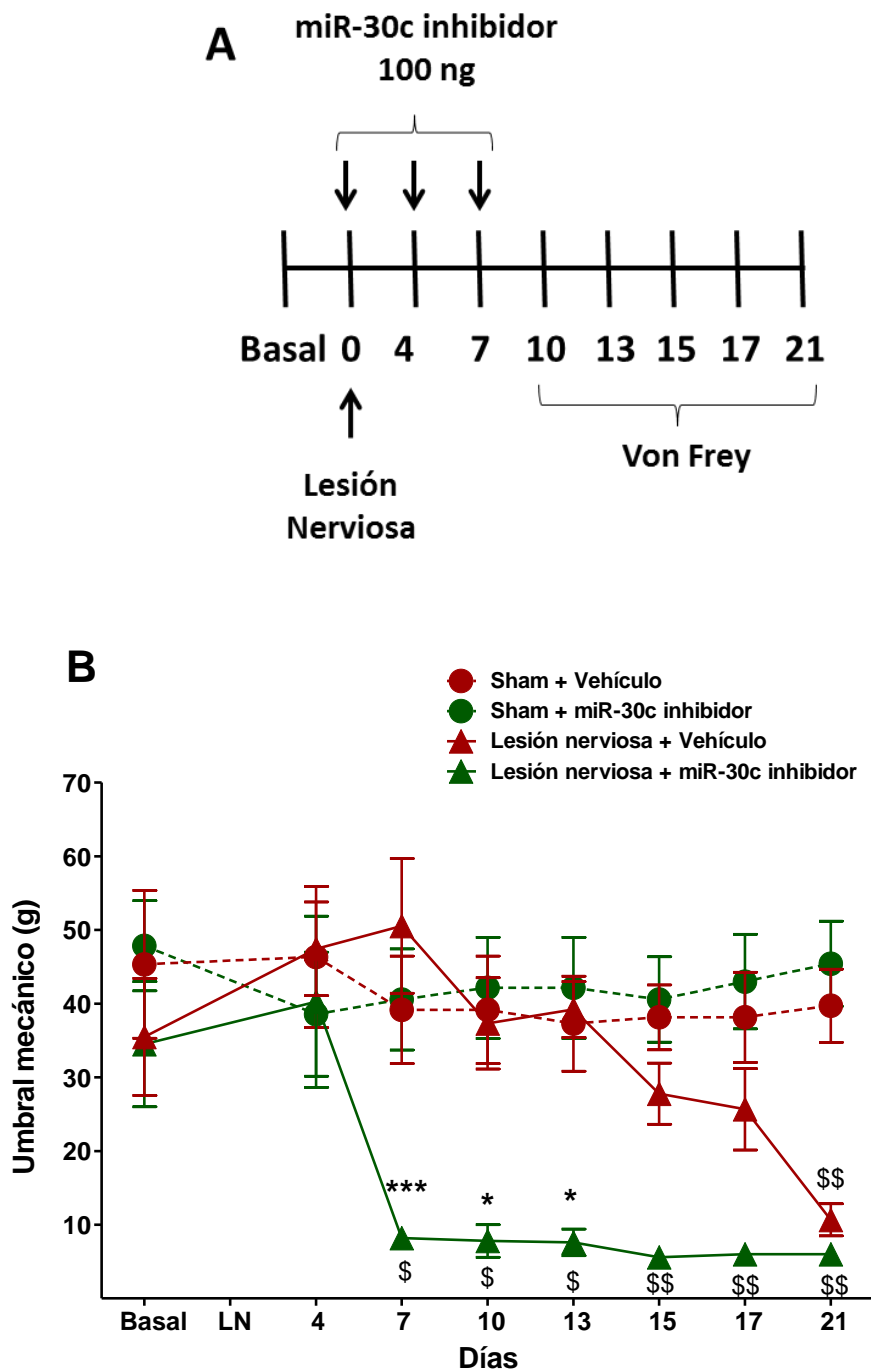 A
miR-30c inhibidor
100 ng
Basal 0 4 7 10 13 15 17 21
Lesión
Nerviosa
Von Frey
B
Sham + Vehículo
Sham + miR-30c inhibidor
Lesión nerviosa + Vehículo
Lesión nerviosa + miR-30c inhibidor
Umbral mecánico (g)
70
60
50
40
30
20
10
*** * * $$
$ $ $ $$ $$ $$
Basal LN 4 7 10 13 15 17 21
Días